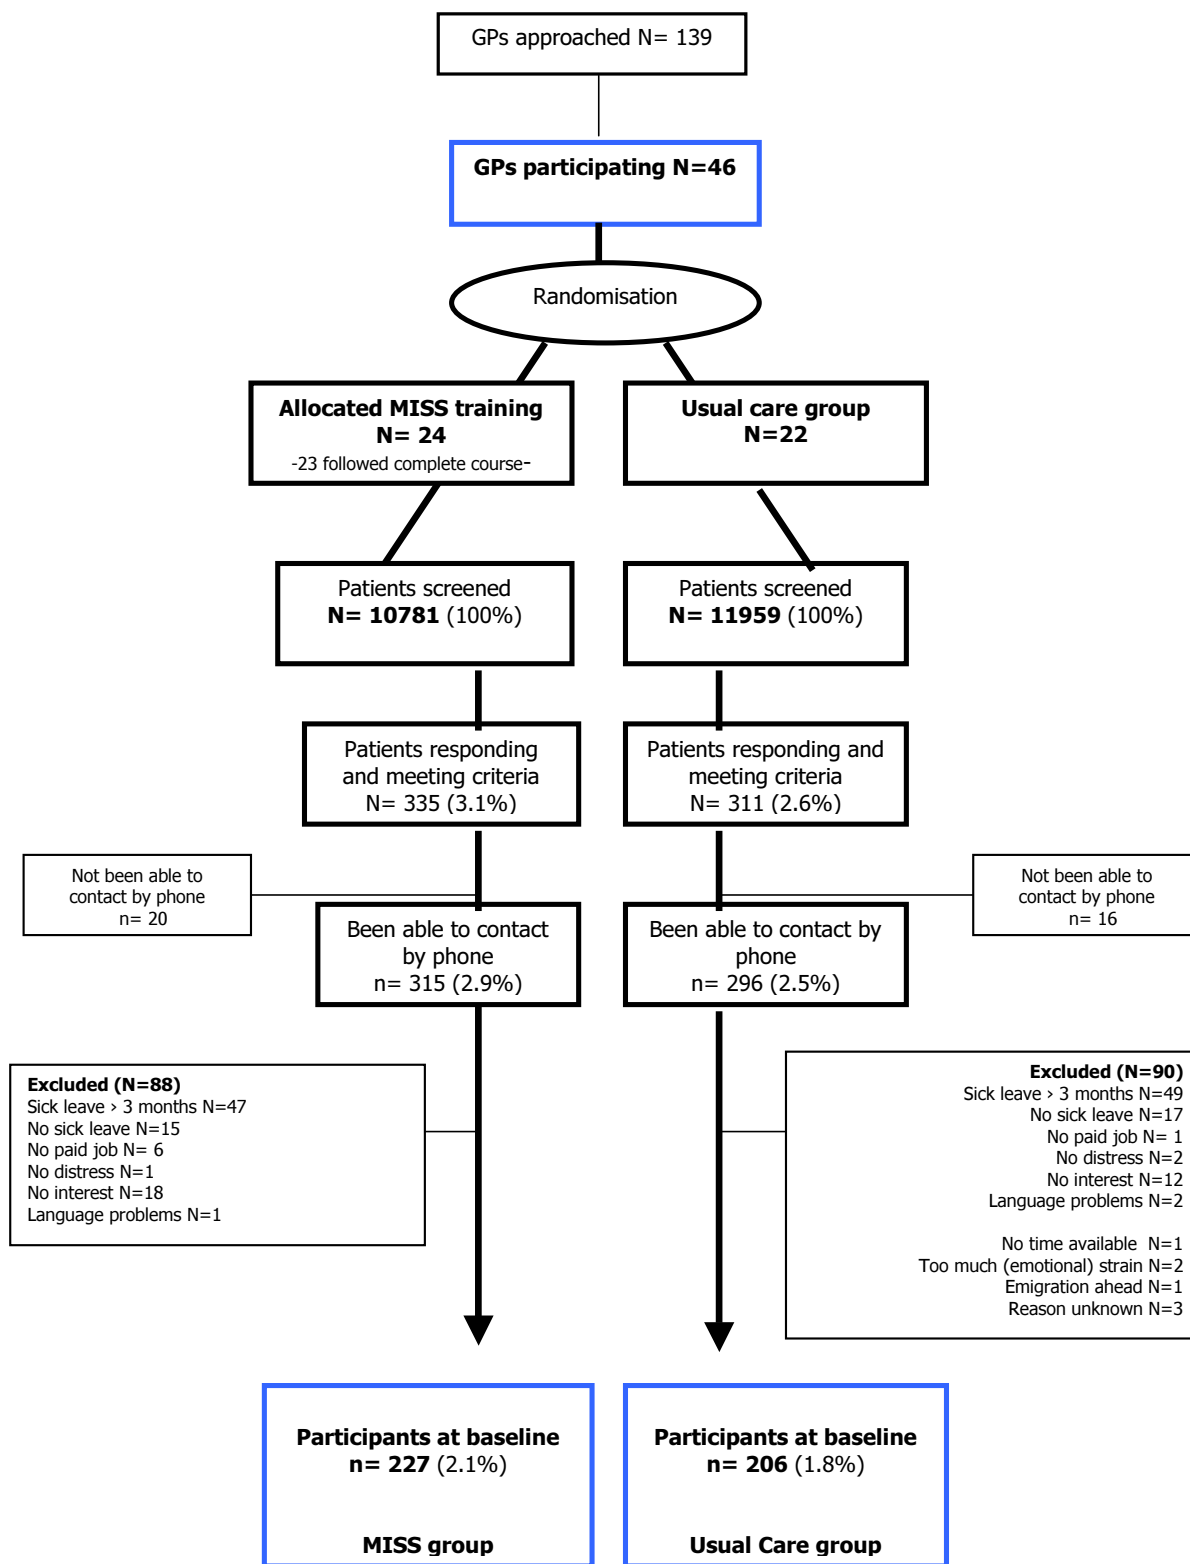 GPs approached N= 139
GPs participating N=46
Randomisation
Allocated MISS training
N= 24
-23 followed complete course-
Usual care group
N=22
Patients screened
N= 10781 (100%)
Patients screened
N= 11959 (100%)
Patients responding
and meeting criteria
N= 335 (3.1%)
Patients responding and
meeting criteria
N= 311 (2.6%)
Not been able to
contact by phone
n= 20
Not been able to
contact by phone
n= 16
Been able to contact
by phone
n= 315 (2.9%)
Been able to contact by
phone
n= 296 (2.5%)
Excluded (N=88)
Sick leave > 3 months N=47
No sick leave N=15
No paid job N= 6
No distress N=1
No interest N=18
Language problems N=1
Excluded (N=90)
Sick leave > 3 months N=49
No sick leave N=17
No paid job N= 1
No distress N=2
No interest N=12
Language problems N=2
No time available N=1
Too much (emotional) strain N=2
Emigration ahead N=1
Reason unknown N=3
Participants at baseline
n= 227 (2.1%)
MISS group
Participants at baseline
n= 206 (1.8%)
Usual Care group